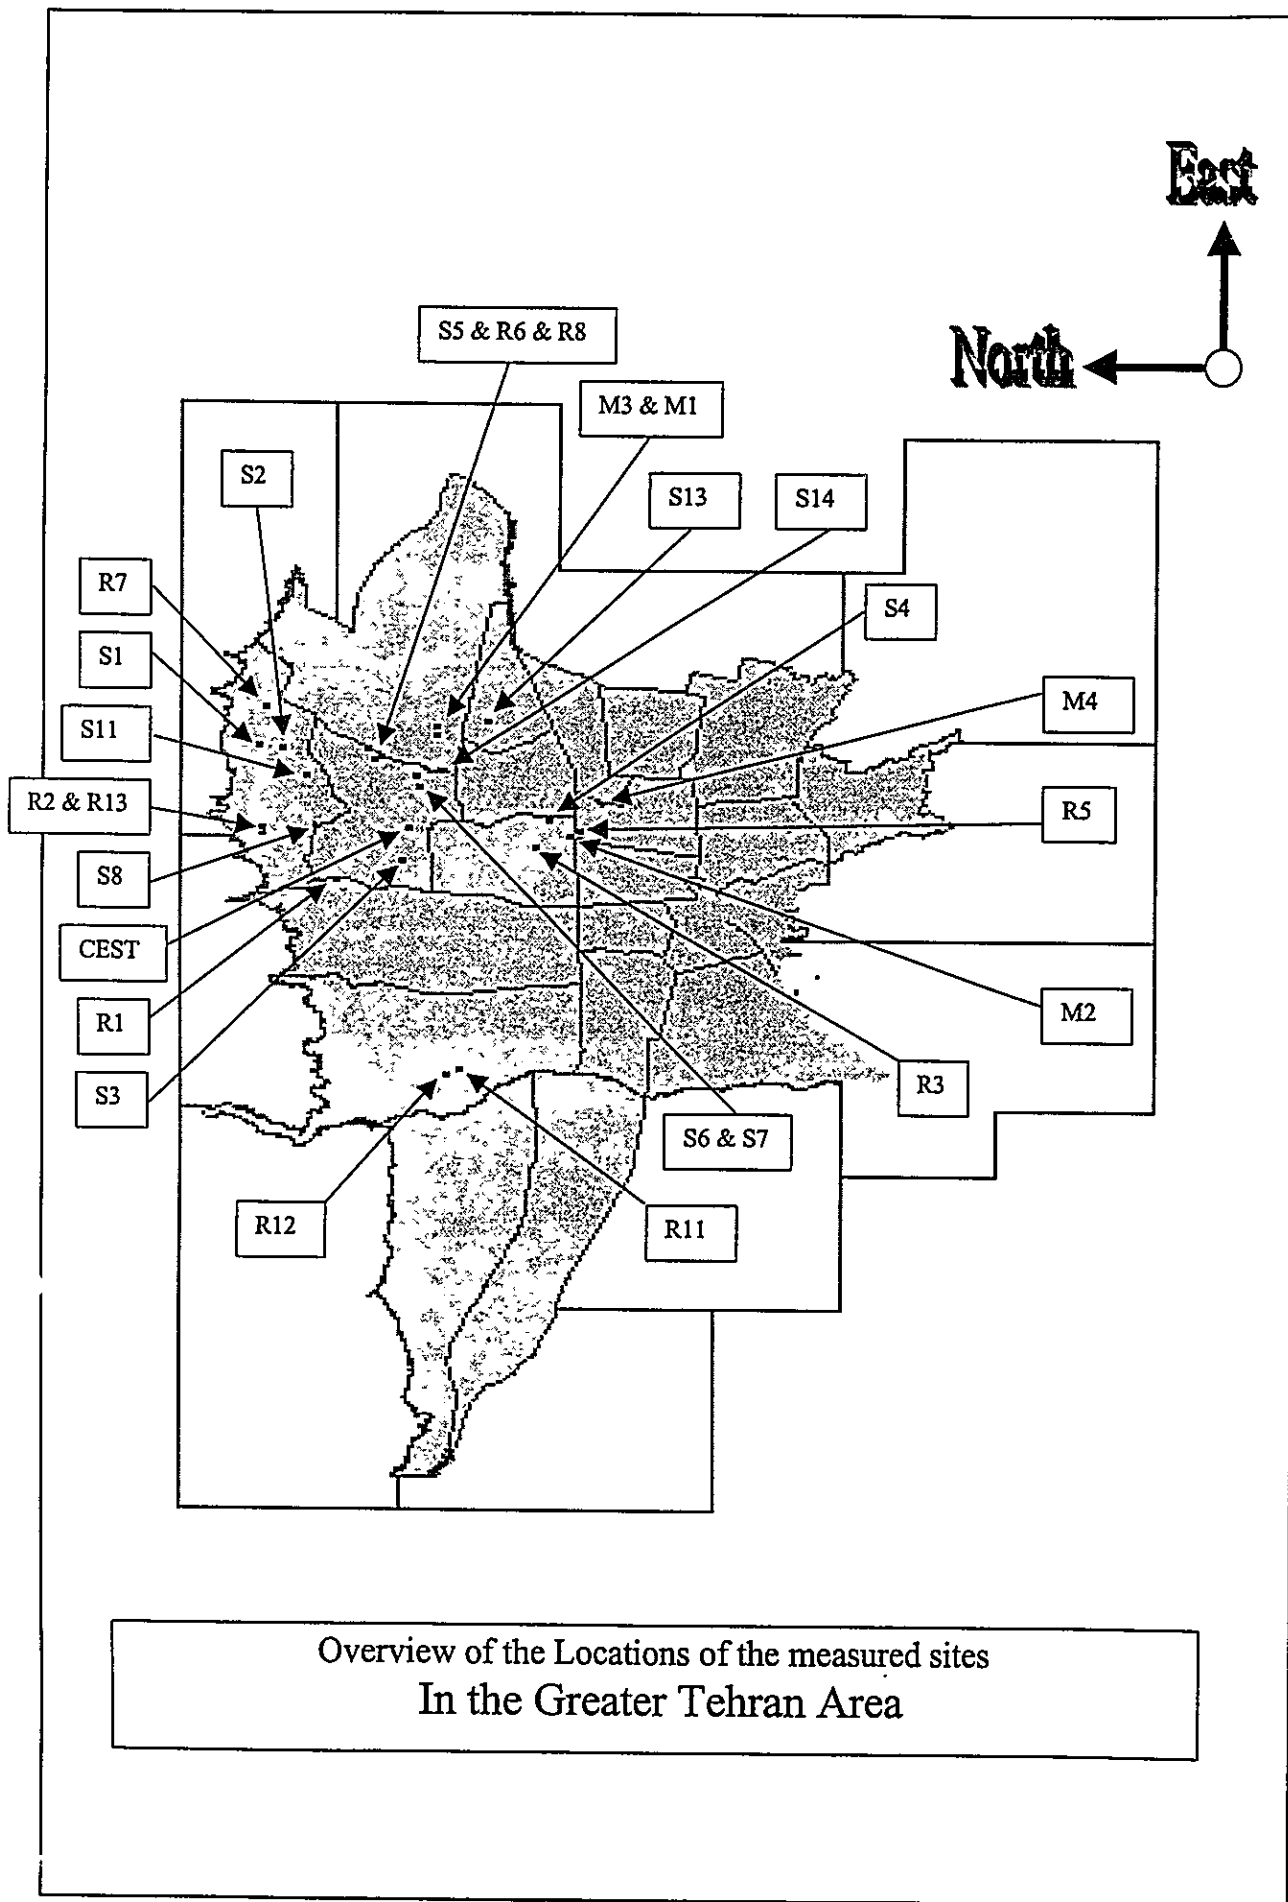 East
North
S5 & R6 & R8
M3 & M1
S2
S13
S14
R7
S4
S1
M4
S11
R2 & R13
R5
S8
CEST
R1
M2
S3
R3
S6 & S7
R12
R11
Overview of the Locations of the measured sites
In the Greater Tehran Area